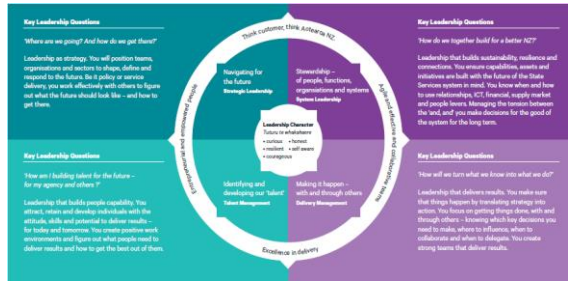 Key Leadership Questions
'Where are we going? And how do we get there?'
Leadership as strategy. You will position teams,
organisations and sectors to shape, define and
respond to the future. Be it policy or service
delivery, you work effectively with others to figure
out what the future should look like – and how to
get there.
Key Leadership Questions
'How do we together build for a better NZ?'
Leadership that builds sustainability, resilience and
connections. You ensure capabilities, assets and
initiatives are built with the future of the State
Services system in mind. You know when and how
to use relationships, ICT, financial, supply market
and people levers. Managing the tension between
the 'and, and' you make decisions for the good of
the system for the long term.
Think customer, think Aotearoa NZ
Entrepreneurial and empowered people
Agile and effective and collaborative teams
Excellence in delivery
Navigating for
the future
Strategic Leadership
Stewardship –
of people, functions,
organisations and systems
System Leadership
Leadership Character
• curious
• honest
• resilient
• self aware
• courageous
Identifying and
developing our 'talent'
Talent Management
Making it happen –
with and through others
Delivery Management
Key Leadership Questions
'How am I building talent for the future –
for my agency and others ?'
Leadership that builds people capability. You
attract, retain and develop individuals with the
attitude, skills and potential to deliver results –
for today and tomorrow. You create positive work
environments and figure out what people need to
deliver results and how to get the best out of them.
Key Leadership Questions
'How will we turn what we know into what we do?'
Leadership that delivers results. You make sure
that things happen by translating strategy into
action. You focus on getting things done, with and
through others – knowing which key decisions you
need to make, where to influence, when to
collaborate and when to delegate. You create
strong teams that deliver results.